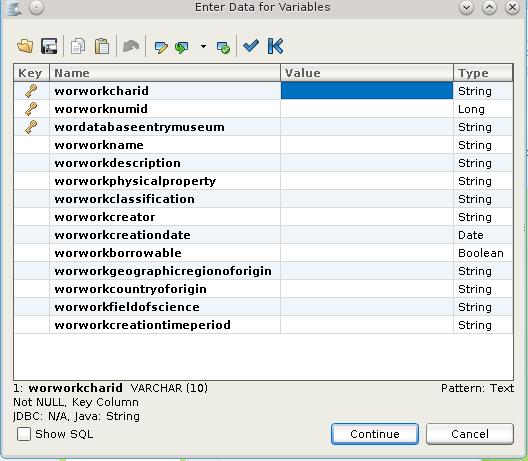 Enter Data for Variables
Key Name Value Type
worworkcharid String
worworknumid Long
wordatabaseentrymuseum String
worworkname String
worworkdescription String
worworkphysicalproperty String
worworkclassification String
worworkcreator String
worworkcreationdate Date
worworkborrowable Boolean
worworkgeographicregionoforigin String
worworkcountryoforigin String
worworkfieldofscience String
worworkcreationtimeperiod String
1: worworkcharid VARCHAR (10) Pattern: Text
Not NULL, Key Column
JDBC: N/A, Java: String
Show SQL Continue Cancel